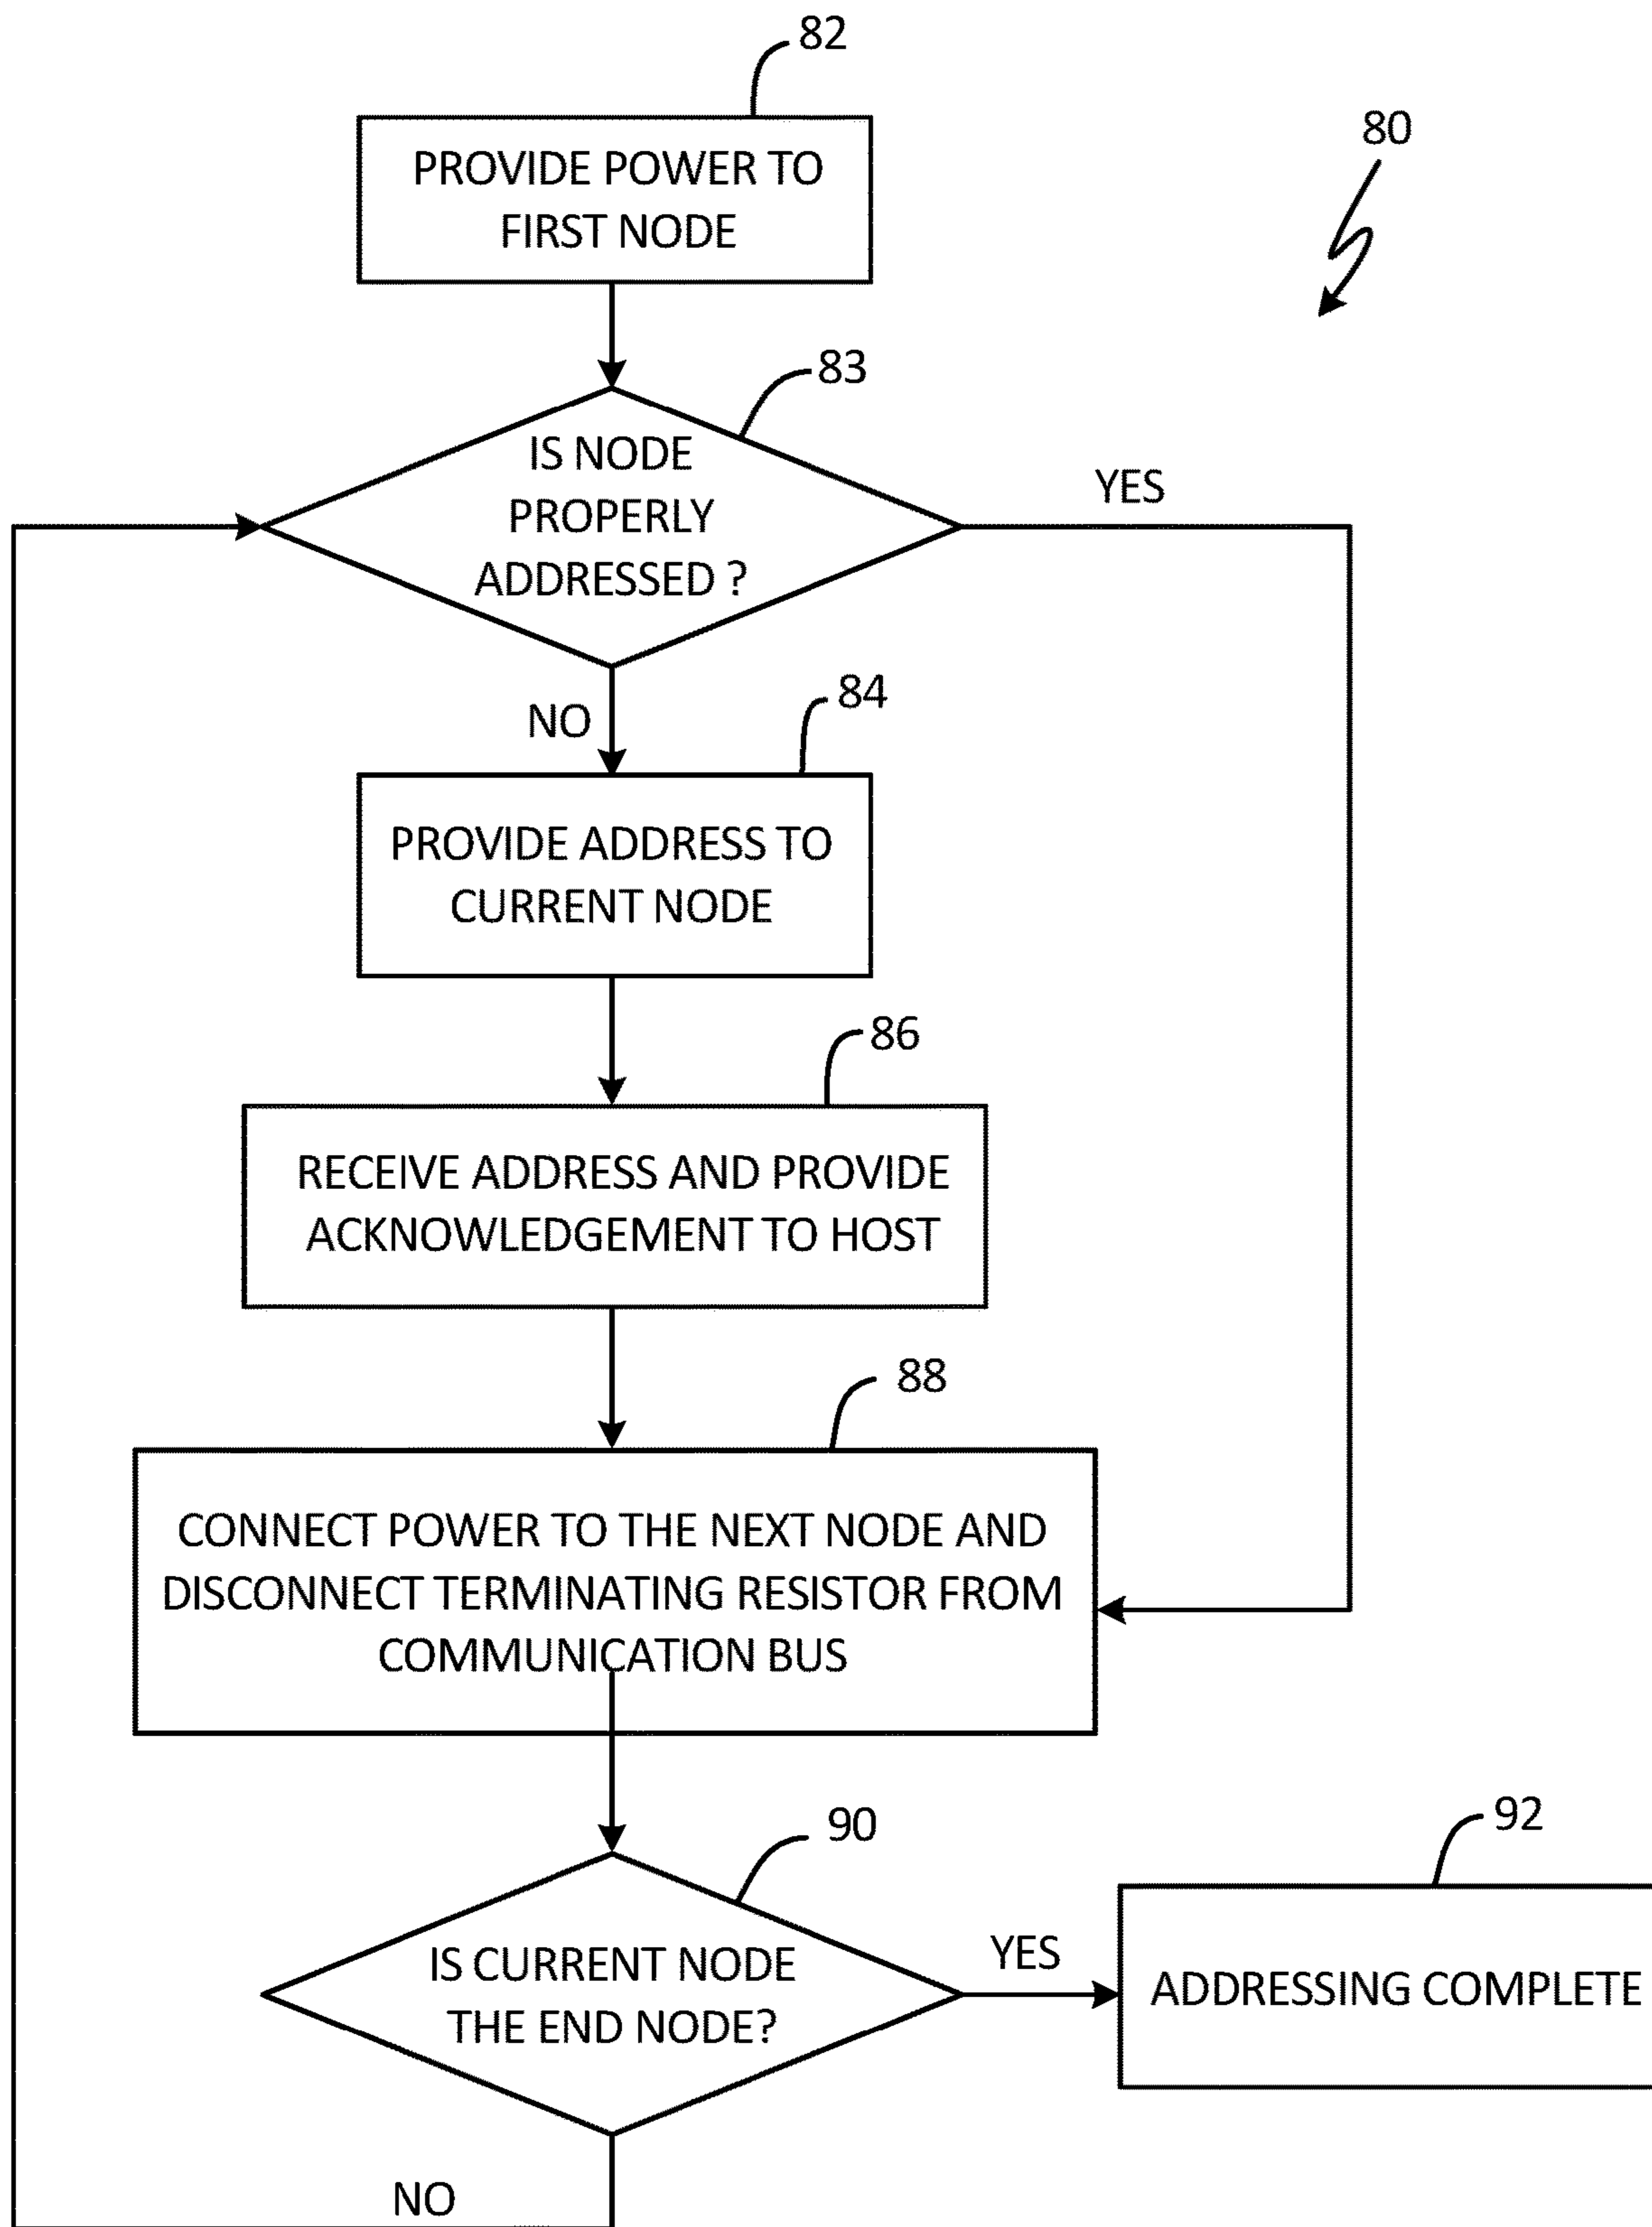 82
80
PROVIDE POWER TO
FIRST NODE
83
IS NODE
PROPERLY
ADDRESSED ?
YES
NO
84
PROVIDE ADDRESS TO
CURRENT NODE
86
RECEIVE ADDRESS AND PROVIDE
ACKNOWLEDGEMENT TO HOST
88
CONNECT POWER TO THE NEXT NODE AND
DISCONNECT TERMINATING RESISTOR FROM
COMMUNICATION BUS
90
92
IS CURRENT NODE
THE END NODE?
YES
ADDRESSING COMPLETE
NO